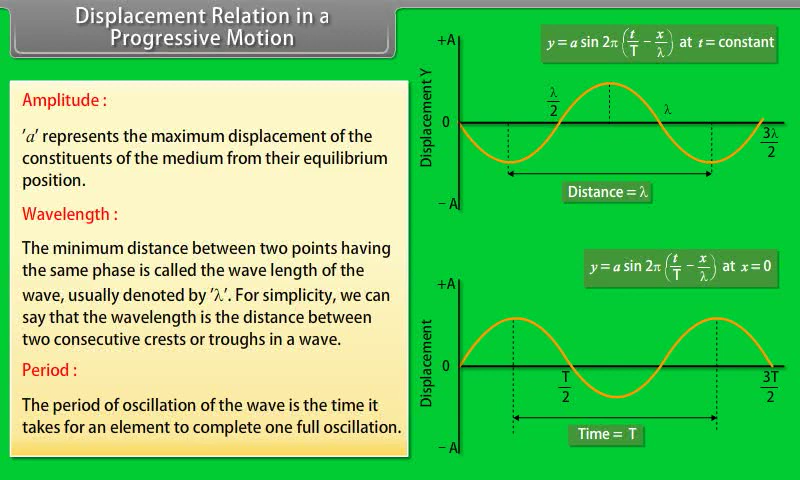 Displacement Relation in a
Progressive Motion
Amplitude :
'a' represents the maximum displacement of the
constituents of the medium from their equilibrium
position.
Wavelength :
The minimum distance between two points having
the same phase is called the wave length of the
wave, usually denoted by 'λ'. For simplicity, we can
say that the wavelength is the distance between
two consecutive crests or troughs in a wave.
Period :
The period of oscillation of the wave is the time it
takes for an element to complete one full oscillation.
y = a sin 2π (t/T − x/λ) at t = constant
+A
Displacement Y
0
− A
λ/2
λ
3λ/2
Distance = λ
y = a sin 2π (t/T − x/λ) at x = 0
+A
Displacement
0
− A
T/2
3T/2
Time = T